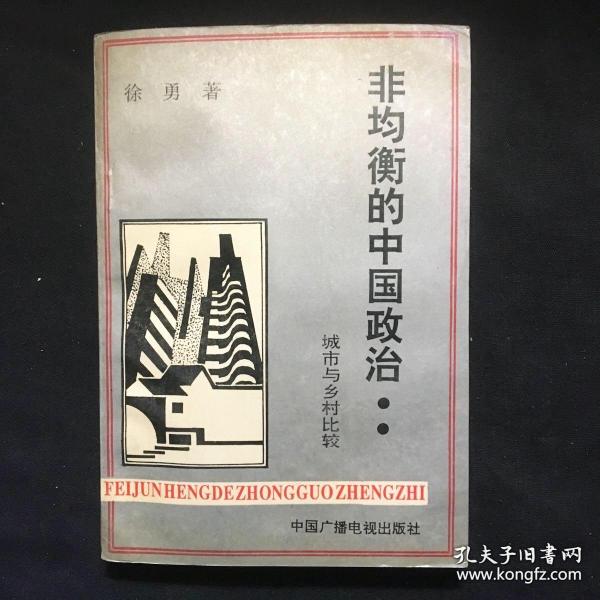 徐 勇 著
非均衡的中国政治：
城市与乡村比较
FEIJUNHENGDEZHONGGUOZHENGZHI
中国广播电视出版社
孔夫子旧書网
www.kongfz.com